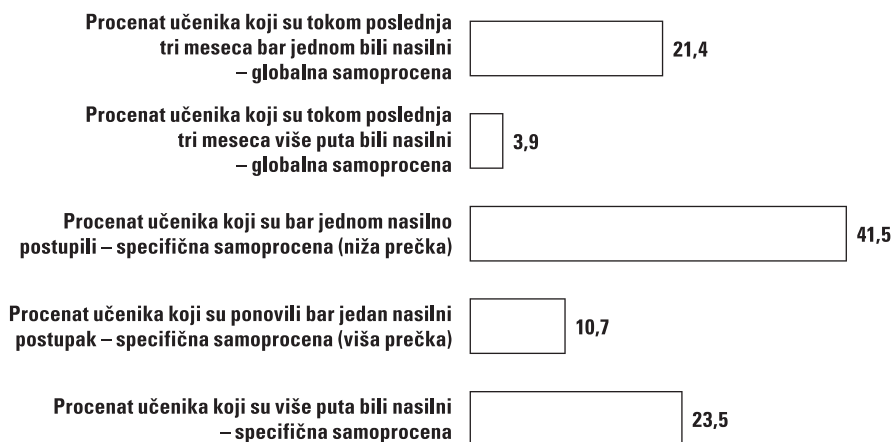 Procenat učenika koji su tokom poslednja
tri meseca bar jednom bili nasilni
– globalna samoprocena
21,4
Procenat učenika koji su tokom poslednja
tri meseca više puta bili nasilni
– globalna samoprocena
3,9
Procenat učenika koji su bar jednom nasilno
postupili – specifična samoprocena (niža prečka)
41,5
Procenat učenika koji su ponovili bar jedan nasilni
postupak – specifična samoprocena (viša prečka)
10,7
Procenat učenika koji su više puta bili nasilni
– specifična samoprocena
23,5